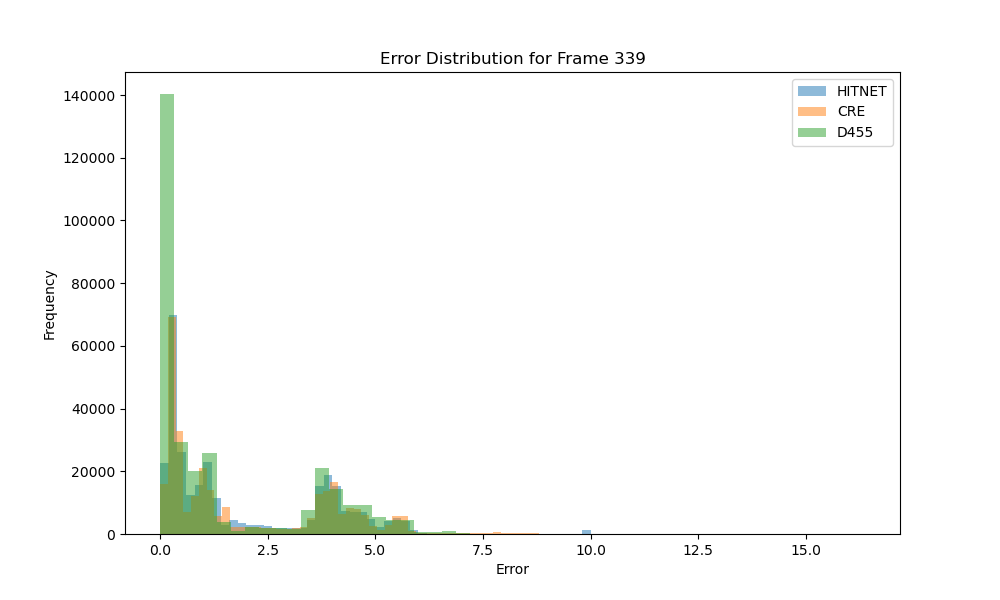 Error Distribution for Frame 339
HITNET
CRE
D455
140000
120000
100000
80000
60000
40000
20000
0
Frequency
0.0 2.5 5.0 7.5 10.0 12.5 15.0
Error